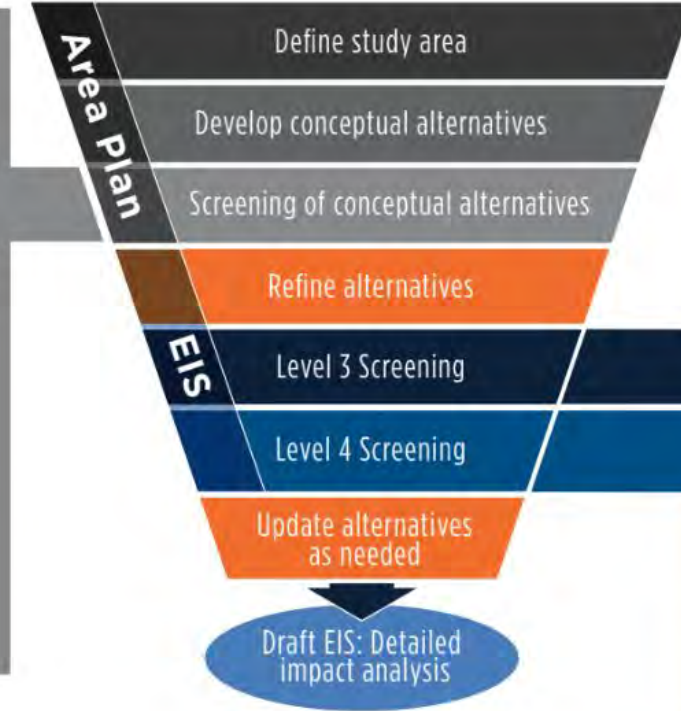 Area Plan
Define study area
Develop conceptual alternatives
Screening of conceptual alternatives
Refine alternatives
EIS
Level 3 Screening
Level 4 Screening
Update alternatives
as needed
Draft EIS: Detailed
impact analysis